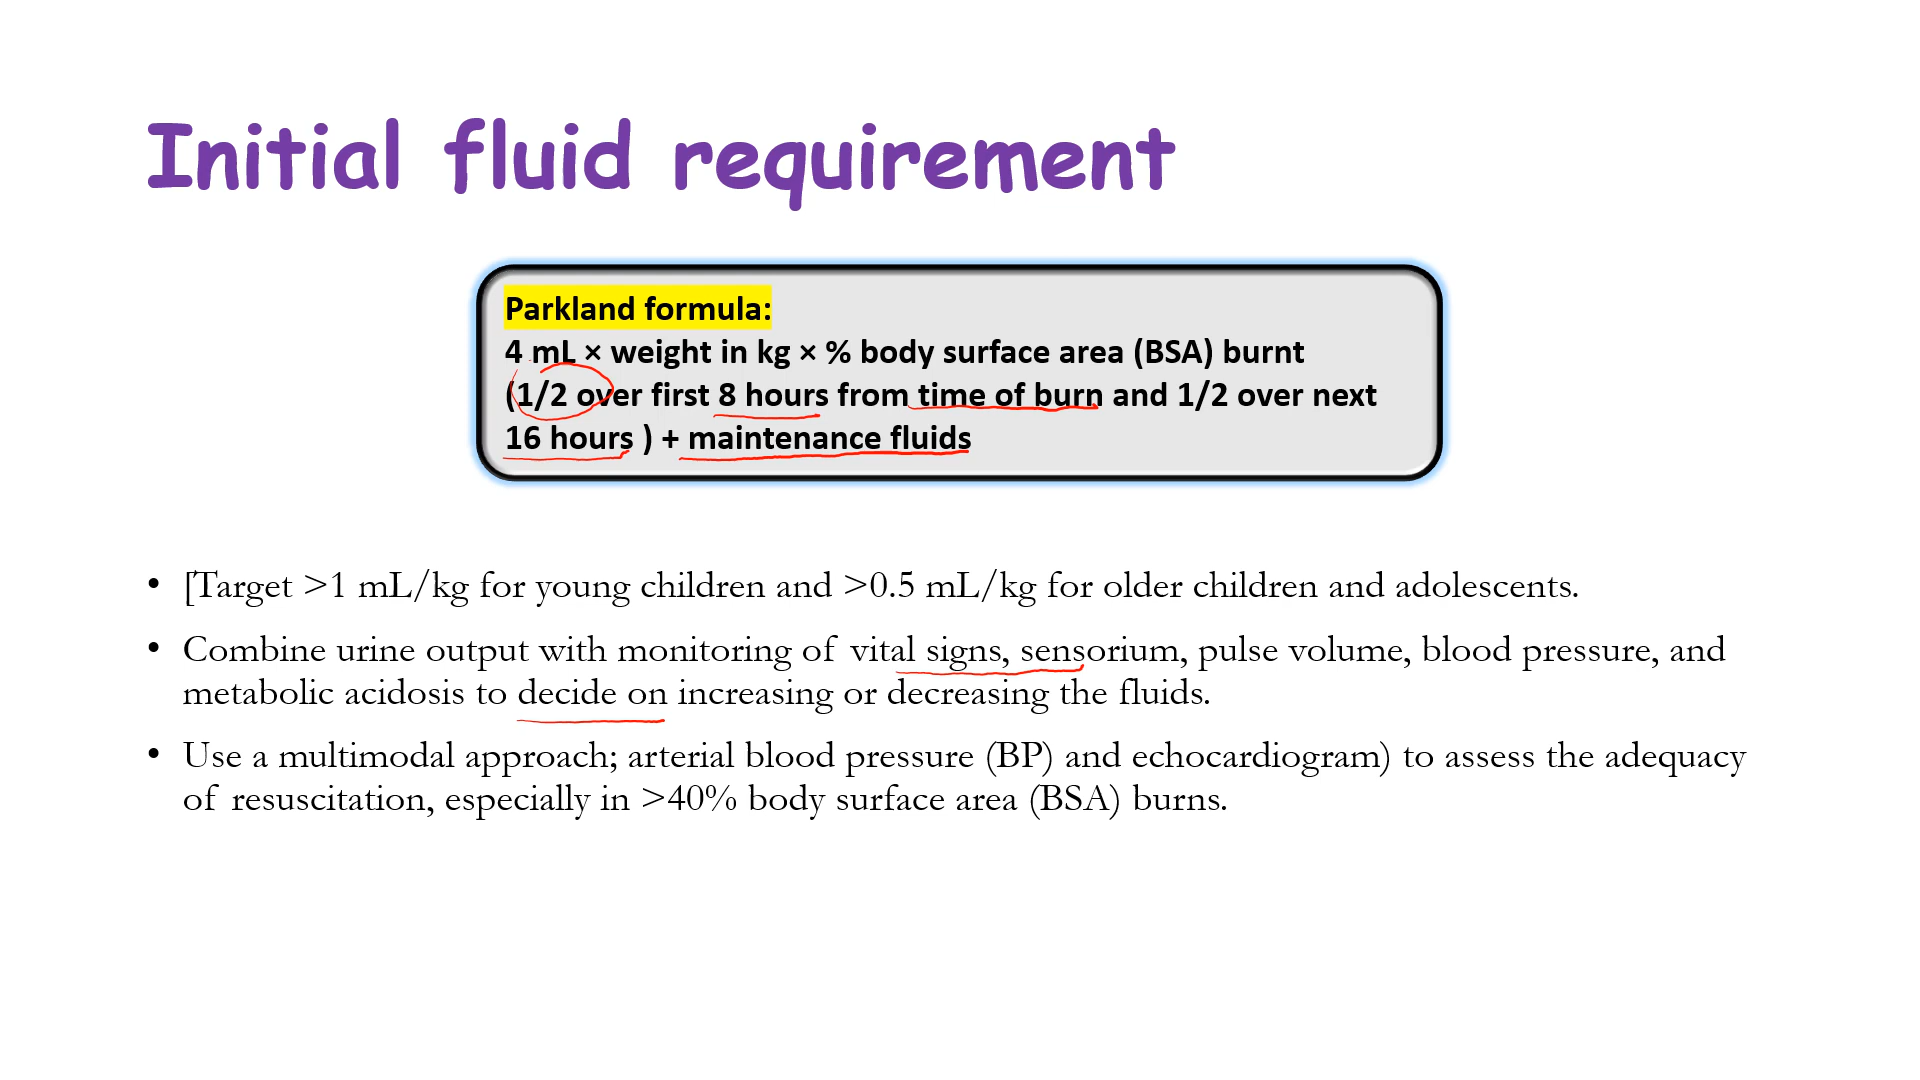 Initial fluid requirement
Parkland formula:
4 mL × weight in kg × % body surface area (BSA) burnt
(1/2 over first 8 hours from time of burn and 1/2 over next
16 hours ) + maintenance fluids
• [Target >1 mL/kg for young children and >0.5 mL/kg for older children and adolescents.
• Combine urine output with monitoring of vital signs, sensorium, pulse volume, blood pressure, and
metabolic acidosis to decide on increasing or decreasing the fluids.
• Use a multimodal approach; arterial blood pressure (BP) and echocardiogram) to assess the adequacy
of resuscitation, especially in >40% body surface area (BSA) burns.